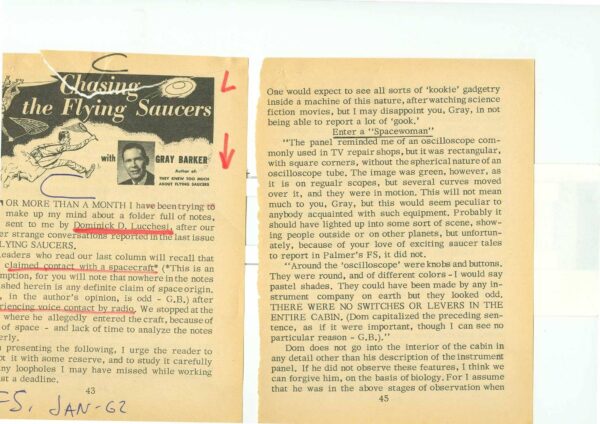 Chasing
the Flying Saucers
with GRAY BARKER
Author of:
THEY KNEW TOO MUCH
ABOUT FLYING SAUCERS
OR MORE THAN A MONTH I have been trying to
make up my mind about a folder full of notes,
sent to me by Dominick D. Lucchesi, after our
er strange conversations reported in the last issue
LYING SAUCERS.
eaders who read our last column will recall that
claimed contact with a spacecraft* (*This is an
mption, for you will note that nowhere in the notes
shed herein is any definite claim of space origin.
, in the author's opinion, is odd - G.B.) after
riencing voice contact by radio. We stopped at the
where he allegedly entered the craft, because of
of space - and lack of time to analyze the notes
erly.
presenting the following, I urge the reader to
pt it with some reserve, and to study it carefully
ny loopholes I may have missed while working
st a deadline.
43
FS, JAN-62
One would expect to see all sorts of 'kookie' gadgetry
inside a machine of this nature, after watching science
fiction movies, but I may disappoint you, Gray, in not
being able to report a lot of 'gook.'
Enter a "Spacewoman"
"The panel reminded me of an oscilloscope com-
monly used in TV repair shops, but it was rectangular,
with square corners, without the spherical nature of an
oscilloscope tube. The image was green, however, as
it is on regualr scopes, but several curves moved
over it, and they were in motion. This will not mean
much to you, Gray, but this would seem peculiar to
anybody acquainted with such equipment. Probably it
should have lighted up into some sort of scene, show-
ing people outside or on other planets, but unfortun-
ately, because of your love of exciting saucer tales
to report in Palmer's FS, it did not.
"Around the 'oscilloscope' were knobs and buttons.
They were round, and of different colors - I would say
pastel shades. They could have been made by any in-
strument company on earth but they looked odd.
THERE WERE NO SWITCHES OR LEVERS IN THE
ENTIRE CABIN, (Dom capitalized the preceding sen-
tence, as if it were important, though I can see no
particular reason - G.B.)."
Dom does not go into the interior of the cabin in
any detail other than his description of the instrument
panel. If he did not observe these features, I think we
can forgive him, on the basis of biology. For I assume
that he was in the above stages of observation when
45